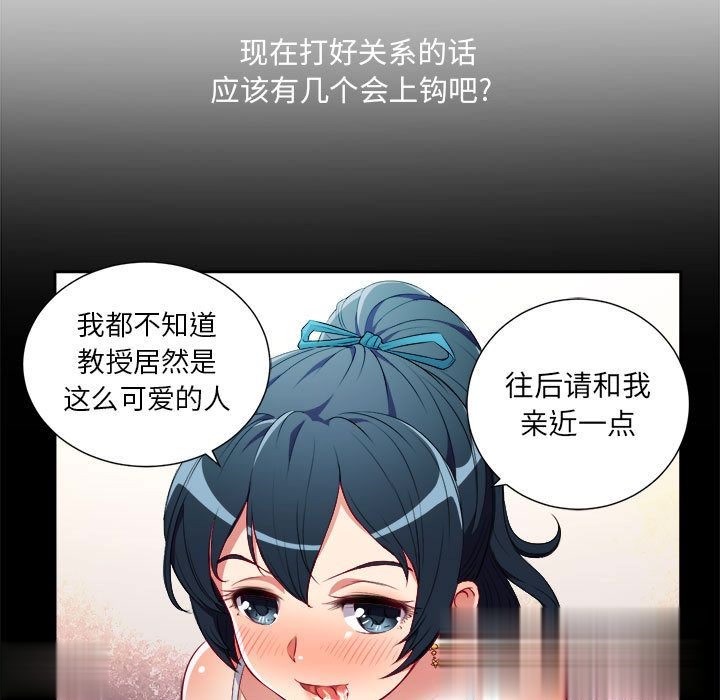 现在打好关系的话
应该有几个会上钩吧?
我都不知道
教授居然是
这么可爱的人
往后请和我
亲近一点